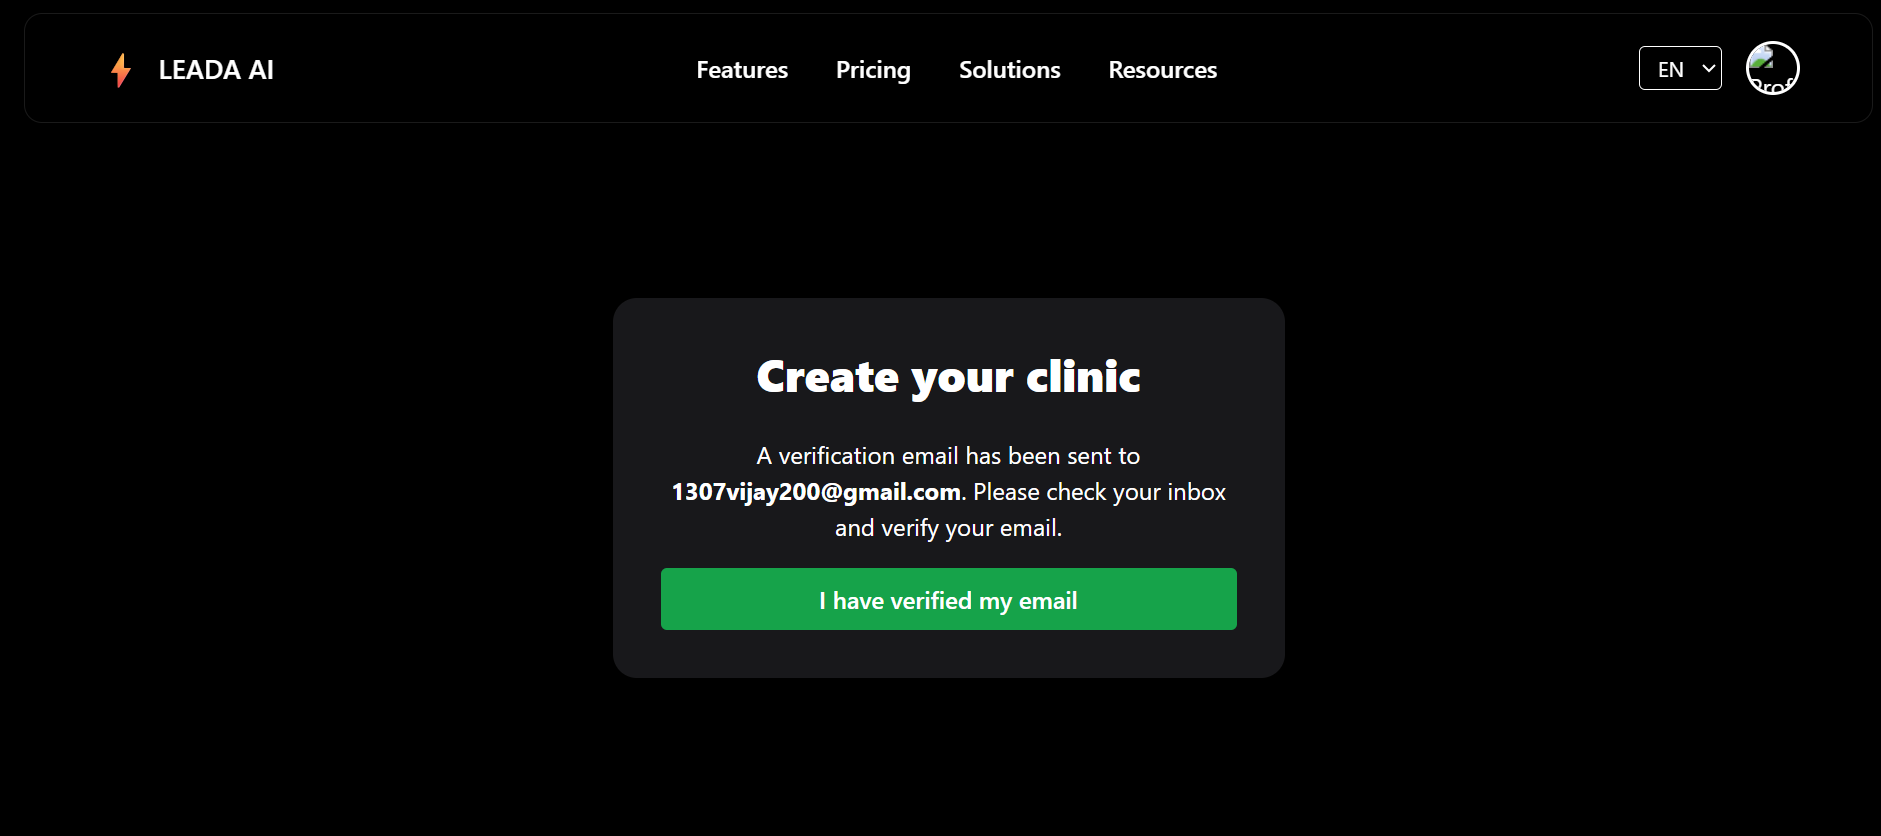 LEADA AI
Features
Pricing
Solutions
Resources
EN
Prof
Create your clinic
A verification email has been sent to
1307vijay200@gmail.com. Please check your inbox
and verify your email.
I have verified my email